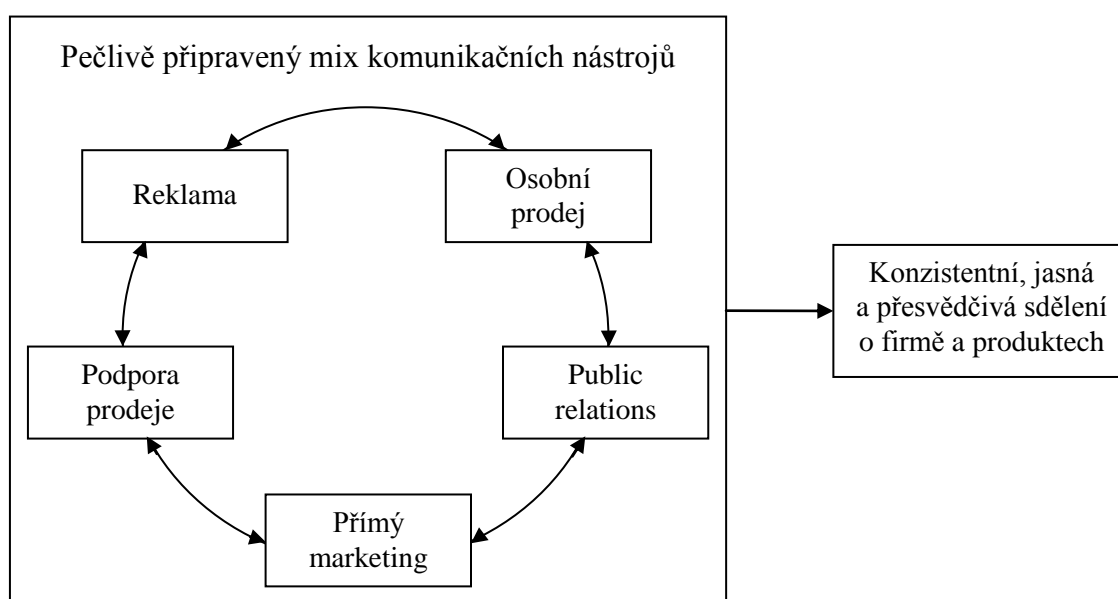 Pečlivě připravený mix komunikačních nástrojů
Reklama
Osobní
prodej
Konzistentní, jasná
a přesvědčivá sdělení
o firmě a produktech
Podpora
prodeje
Public
relations
Přímý
marketing